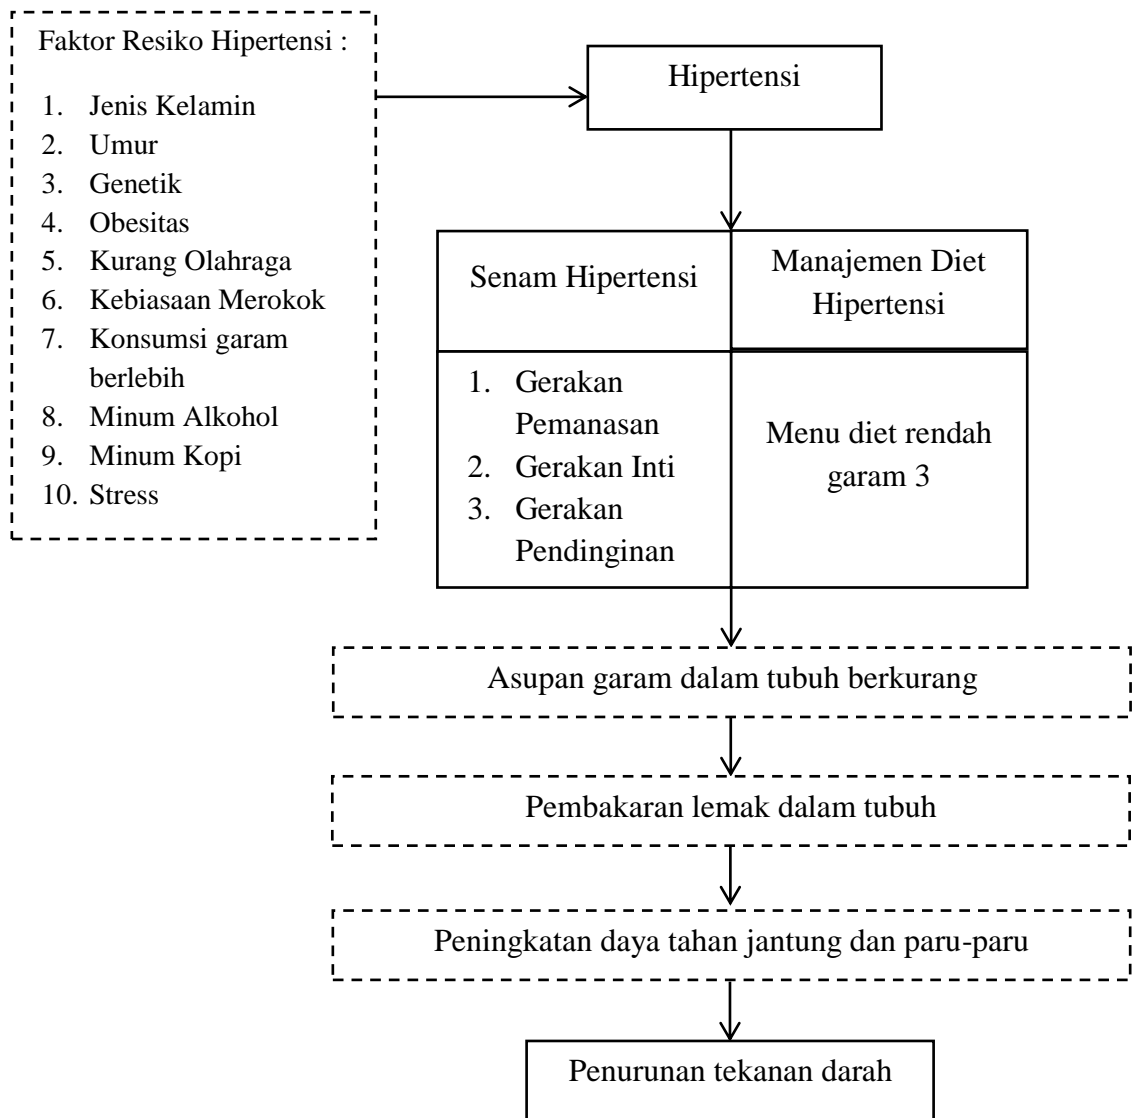 Faktor Resiko Hipertensi :
1. Jenis Kelamin
2. Umur
3. Genetik
4. Obesitas
5. Kurang Olahraga
6. Kebiasaan Merokok
7. Konsumsi garam
berlebih
8. Minum Alkohol
9. Minum Kopi
10. Stress
Hipertensi
Senam Hipertensi
Manajemen Diet
Hipertensi
1. Gerakan
Pemanasan
2. Gerakan Inti
3. Gerakan
Pendinginan
Menu diet rendah
garam 3
Asupan garam dalam tubuh berkurang
Pembakaran lemak dalam tubuh
Peningkatan daya tahan jantung dan paru-paru
Penurunan tekanan darah